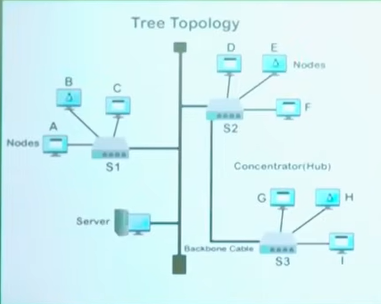 Tree Topology
D
E
Nodes
B
C
F
S2
Nodes
A
S1
Concentrator(Hub)
G
H
Server
Backbone Cable
S3
I